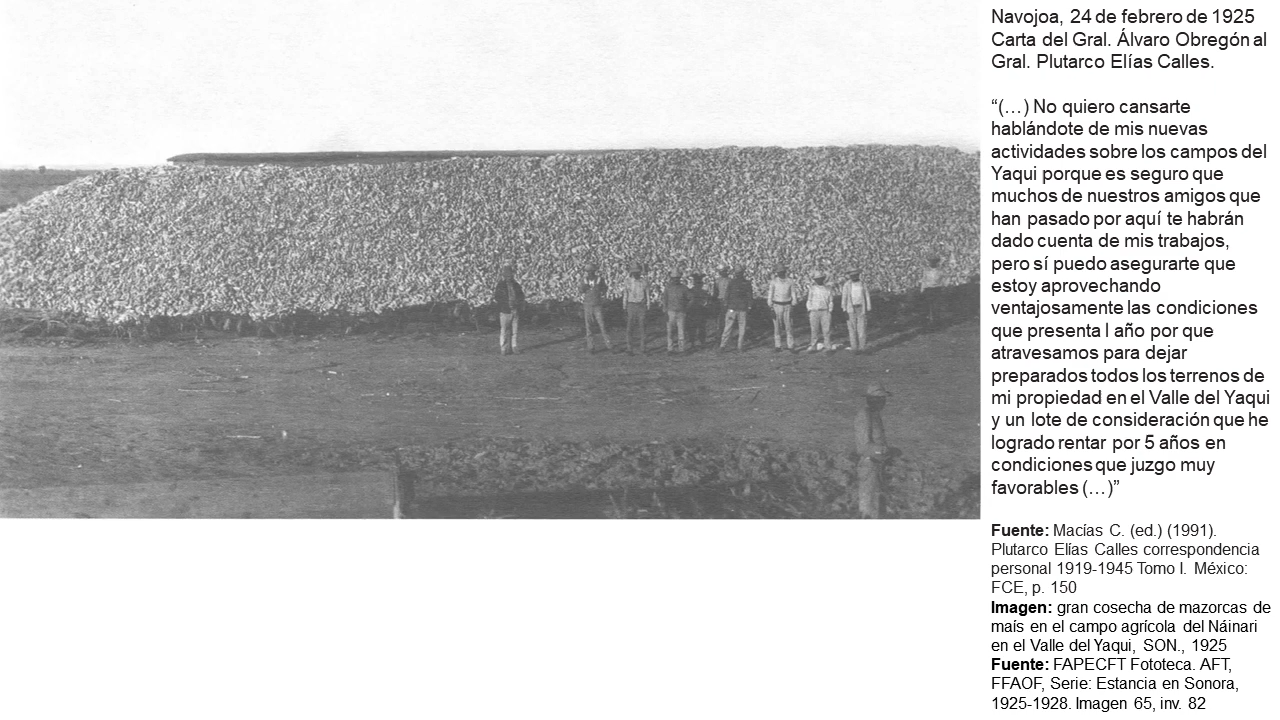 Navojoa, 24 de febrero de 1925
Carta del Gral. Álvaro Obregón al
Gral. Plutarco Elías Calles.
“(…) No quiero cansarte
hablándote de mis nuevas
actividades sobre los campos del
Yaqui porque es seguro que
muchos de nuestros amigos que
han pasado por aquí te habrán
dado cuenta de mis trabajos,
pero sí puedo asegurarte que
estoy aprovechando
ventajosamente las condiciones
que presenta l año por que
atravesamos para dejar
preparados todos los terrenos de
mi propiedad en el Valle del Yaqui
y un lote de consideración que he
logrado rentar por 5 años en
condiciones que juzgo muy
favorables (…)”
Fuente: Macías C. (ed.) (1991).
Plutarco Elías Calles correspondencia
personal 1919-1945 Tomo I. México:
FCE, p. 150
Imagen: gran cosecha de mazorcas de
maís en el campo agrícola del Náinari
en el Valle del Yaqui, SON., 1925
Fuente: FAPECFT Fototeca. AFT,
FFAOF, Serie: Estancia en Sonora,
1925-1928. Imagen 65, inv. 82